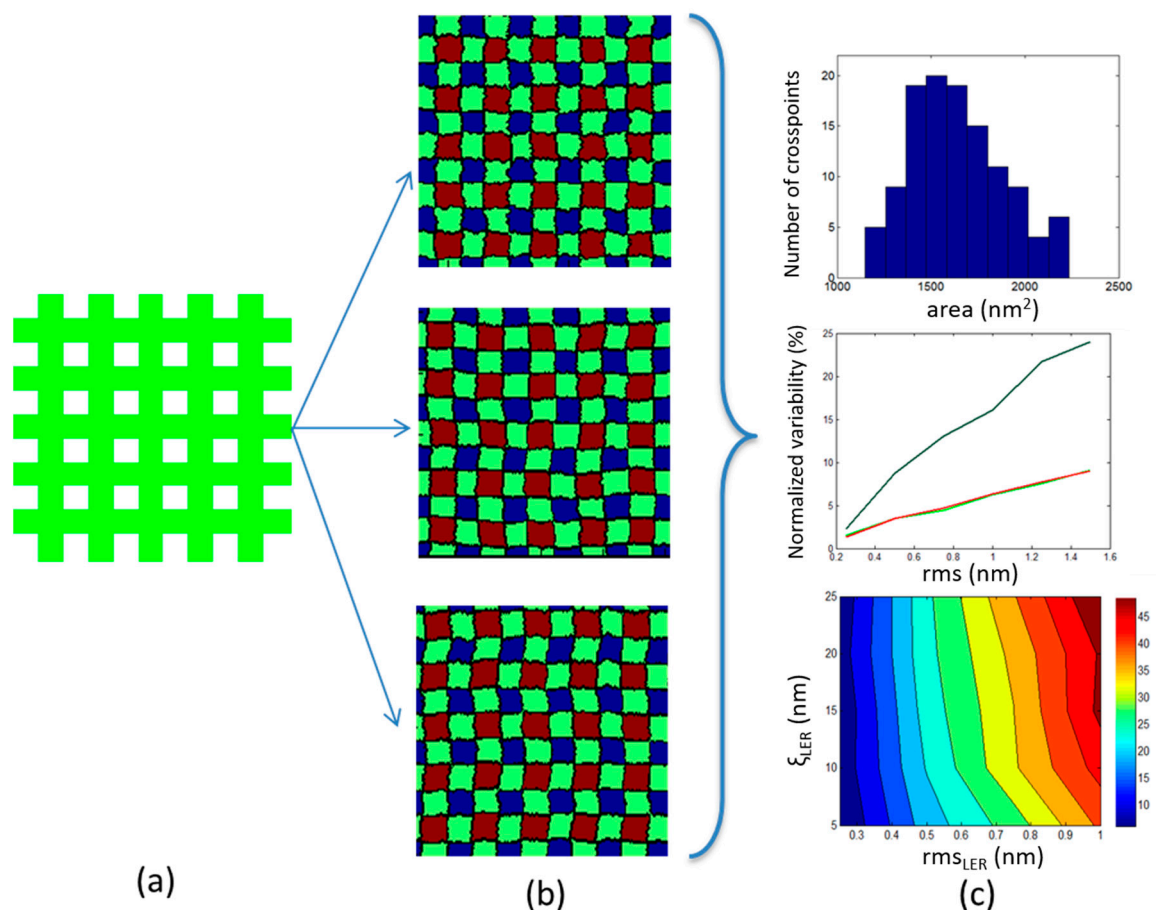 Number of crosspoints
20
15
10
5
0
1000 1500 2000 2500
area (nm²)
Normalized variability (%)
25
20
15
10
5
0
0.2 0.4 0.6 0.8 1 1.2 1.4 1.6
rms (nm)
ξLER (nm)
25
20
15
10
5
0.3 0.4 0.5 0.6 0.7 0.8 0.9 1
rmsLER (nm)
45
40
35
30
25
20
15
10
(a) (b) (c)